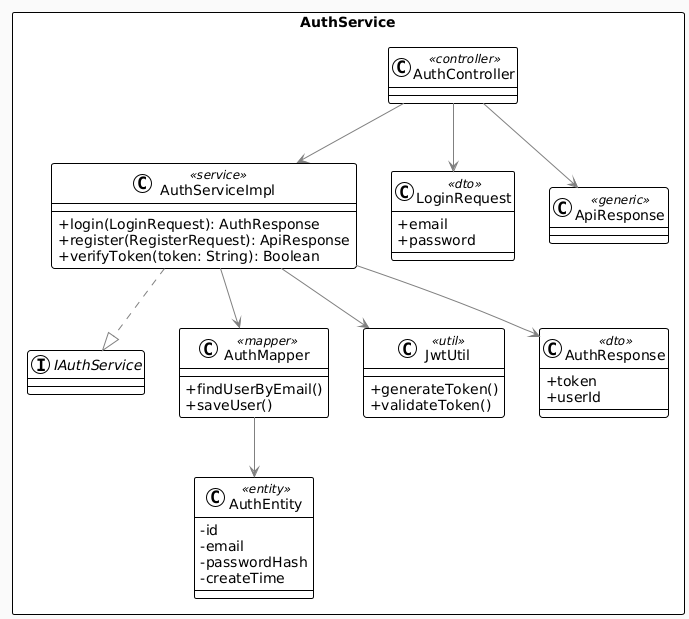 AuthService
«controller»
C AuthController
«service»
C AuthServiceImpl
+login(LoginRequest): AuthResponse
+register(RegisterRequest): ApiResponse
+verifyToken(token: String): Boolean
«dto»
C LoginRequest
+email
+password
«generic»
C ApiResponse
I IAuthService
«mapper»
C AuthMapper
+findUserByEmail()
+saveUser()
«util»
C JwtUtil
+generateToken()
+validateToken()
«dto»
C AuthResponse
+token
+userId
«entity»
C AuthEntity
-id
-email
-passwordHash
-createTime